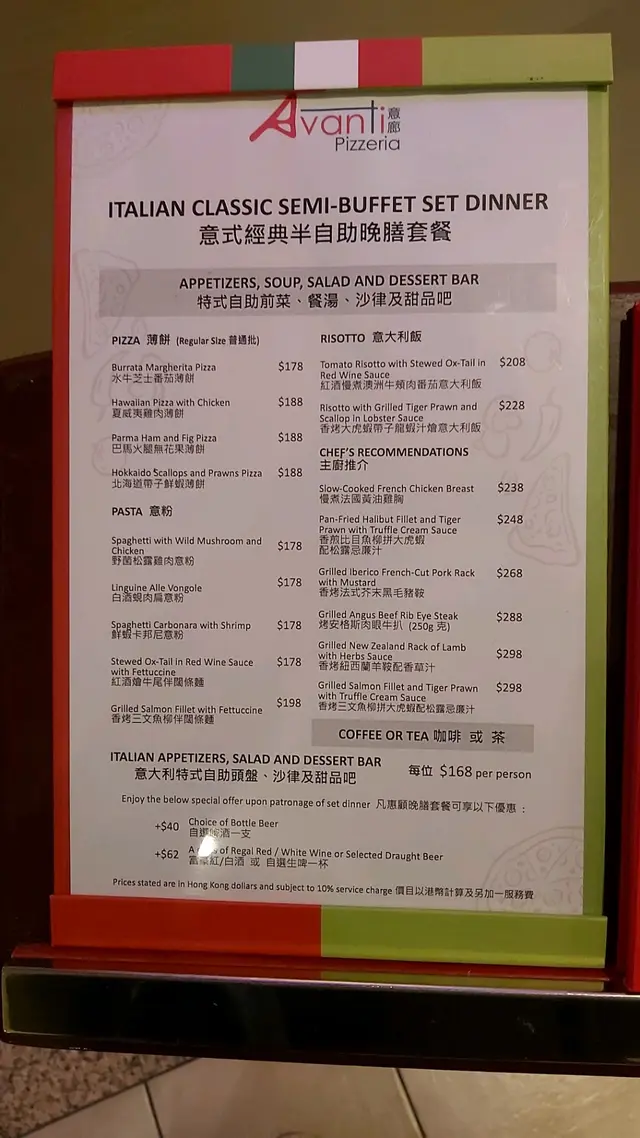 Avanti 意廊
Pizzeria
ITALIAN CLASSIC SEMI-BUFFET SET DINNER
意式經典半自助晚膳套餐
APPETIZERS, SOUP, SALAD AND DESSERT BAR
特式自助前菜、餐湯、沙律及甜品吧
PIZZA 薄餅 (Regular Size 普通批)
Burrata Margherita Pizza $178
水牛芝士番茄薄餅
Hawaiian Pizza with Chicken $188
夏威夷雞肉薄餅
Parma Ham and Fig Pizza $188
巴馬火腿無花果薄餅
Hokkaido Scallops and Prawns Pizza $188
北海道帶子鮮蝦薄餅
PASTA 意粉
Spaghetti with Wild Mushroom and
Chicken $178
野菌松露雞肉意粉
Linguine Alle Vongole $178
白酒蜆肉扁意粉
Spaghetti Carbonara with Shrimp $178
鮮蝦卡邦尼意粉
Stewed Ox-Tail in Red Wine Sauce $178
with Fettuccine
紅酒燴牛尾伴闊條麵
Grilled Salmon Fillet with Fettuccine $198
香烤三文魚柳伴闊條麵
RISOTTO 意大利飯
Tomato Risotto with Stewed Ox-Tail in $208
Red Wine Sauce
紅酒慢煮澳洲牛頰肉番茄意大利飯
Risotto with Grilled Tiger Prawn and $228
Scallop in Lobster Sauce
香烤大虎蝦帶子龍蝦汁燴意大利飯
CHEF'S RECOMMENDATIONS
主廚推介
Slow-Cooked French Chicken Breast $238
慢煮法國黃油雞胸
Pan-Fried Halibut Fillet and Tiger $248
Prawn with Truffle Cream Sauce
香煎比目魚柳拼大虎蝦
配松露忌廉汁
Grilled Iberico French-Cut Pork Rack $268
with Mustard
香烤法式芥末黑毛豬鞍
Grilled Angus Beef Rib Eye Steak $288
烤安格斯肉眼牛扒 (250g 克)
Grilled New Zealand Rack of Lamb $298
with Herbs Sauce
香烤紐西蘭羊鞍配香草汁
Grilled Salmon Fillet and Tiger Prawn $298
with Truffle Cream Sauce
香烤三文魚柳拼大虎蝦配松露忌廉汁
COFFEE OR TEA 咖啡 或 茶
ITALIAN APPETIZERS, SALAD AND DESSERT BAR
意大利特式自助頭盤、沙律及甜品吧 每位 $168 per person
Enjoy the below special offer upon patronage of set dinner 凡惠顧晚膳套餐可享以下優惠：
+$40 Choice of Bottle Beer
自選啤酒一支
+$62 A of Regal Red / White Wine or Selected Draught Beer
富豪紅/白酒 或 自選生啤一杯
Prices stated are in Hong Kong dollars and subject to 10% service charge 價目以港幣計算及另加一服務費